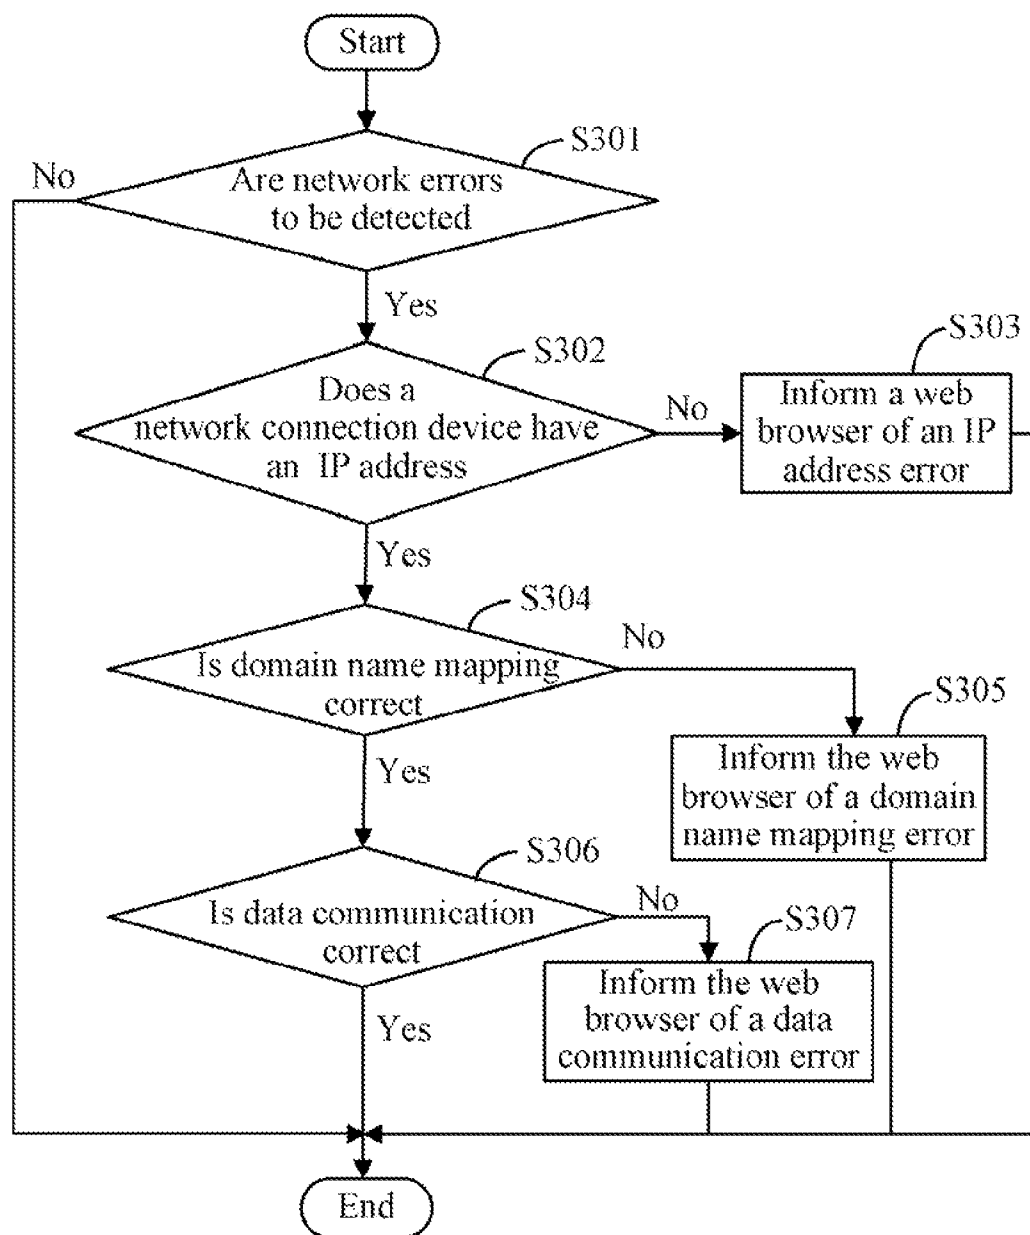 Start
S301
No
Are network errors
to be detected
Yes
S302
S303
Does a
network connection device have
an IP address
No
Inform a web
browser of an IP
address error
Yes
S304
No
Is domain name mapping
correct
S305
Yes
Inform the web
browser of a domain
name mapping error
S306
No
Is data communication
correct
S307
Yes
Inform the web
browser of a data
communication error
End